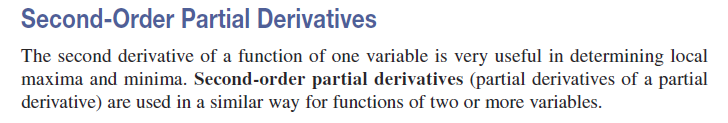 Second-Order Partial Derivatives
The second derivative of a function of one variable is very useful in determining local
maxima and minima. Second-order partial derivatives (partial derivatives of a partial
derivative) are used in a similar way for functions of two or more variables.